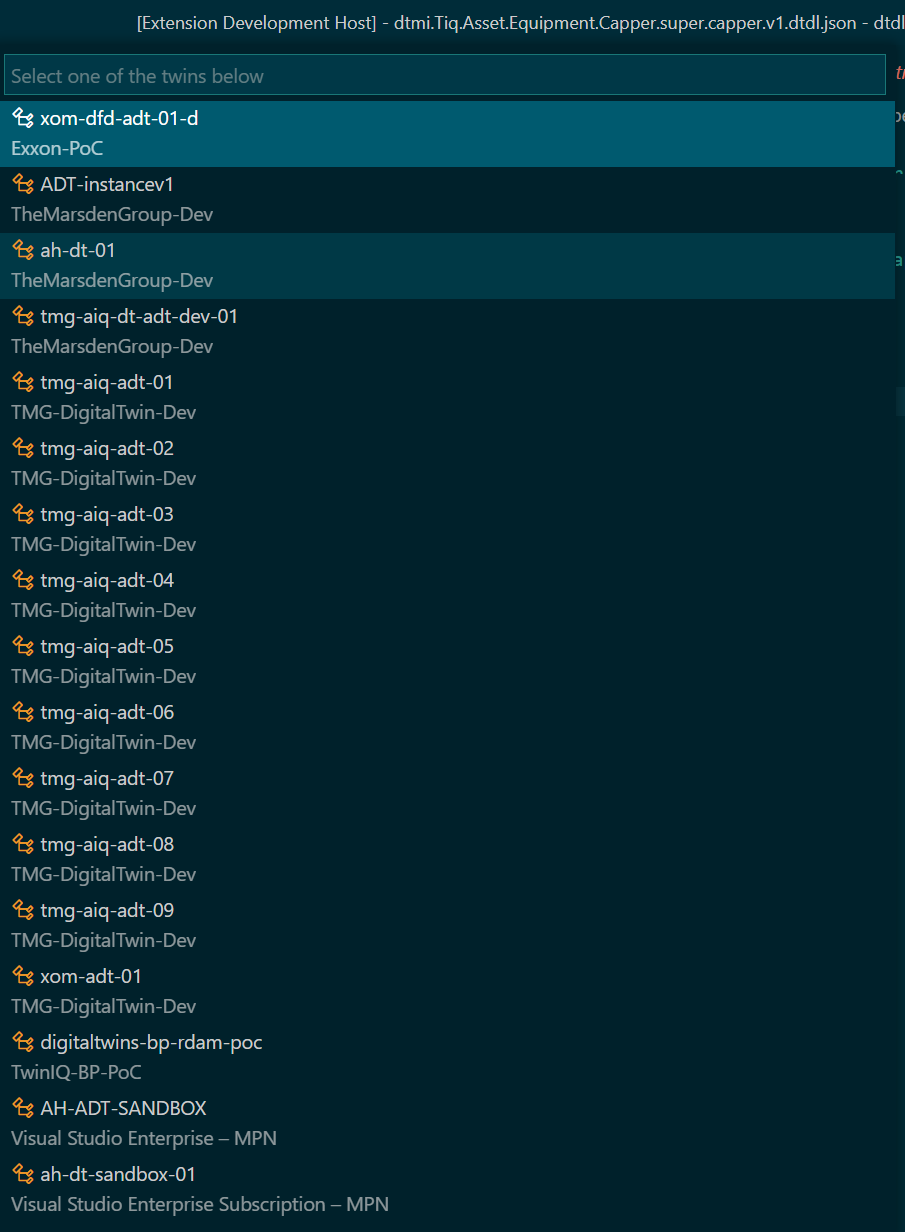 [Extension Development Host] - dtmi.Tiq.Asset.Equipment.Capper.super.capper.v1.dtdl.json - dtdl
Select one of the twins below
xom-dfd-adt-01-d
Exxon-PoC
ADT-instancev1
TheMarsdenGroup-Dev
ah-dt-01
TheMarsdenGroup-Dev
tmg-aiq-dt-adt-dev-01
TheMarsdenGroup-Dev
tmg-aiq-adt-01
TMG-DigitalTwin-Dev
tmg-aiq-adt-02
TMG-DigitalTwin-Dev
tmg-aiq-adt-03
TMG-DigitalTwin-Dev
tmg-aiq-adt-04
TMG-DigitalTwin-Dev
tmg-aiq-adt-05
TMG-DigitalTwin-Dev
tmg-aiq-adt-06
TMG-DigitalTwin-Dev
tmg-aiq-adt-07
TMG-DigitalTwin-Dev
tmg-aiq-adt-08
TMG-DigitalTwin-Dev
tmg-aiq-adt-09
TMG-DigitalTwin-Dev
xom-adt-01
TMG-DigitalTwin-Dev
digitaltwins-bp-rdam-poc
TwinIQ-BP-PoC
AH-ADT-SANDBOX
Visual Studio Enterprise – MPN
ah-dt-sandbox-01
Visual Studio Enterprise Subscription – MPN